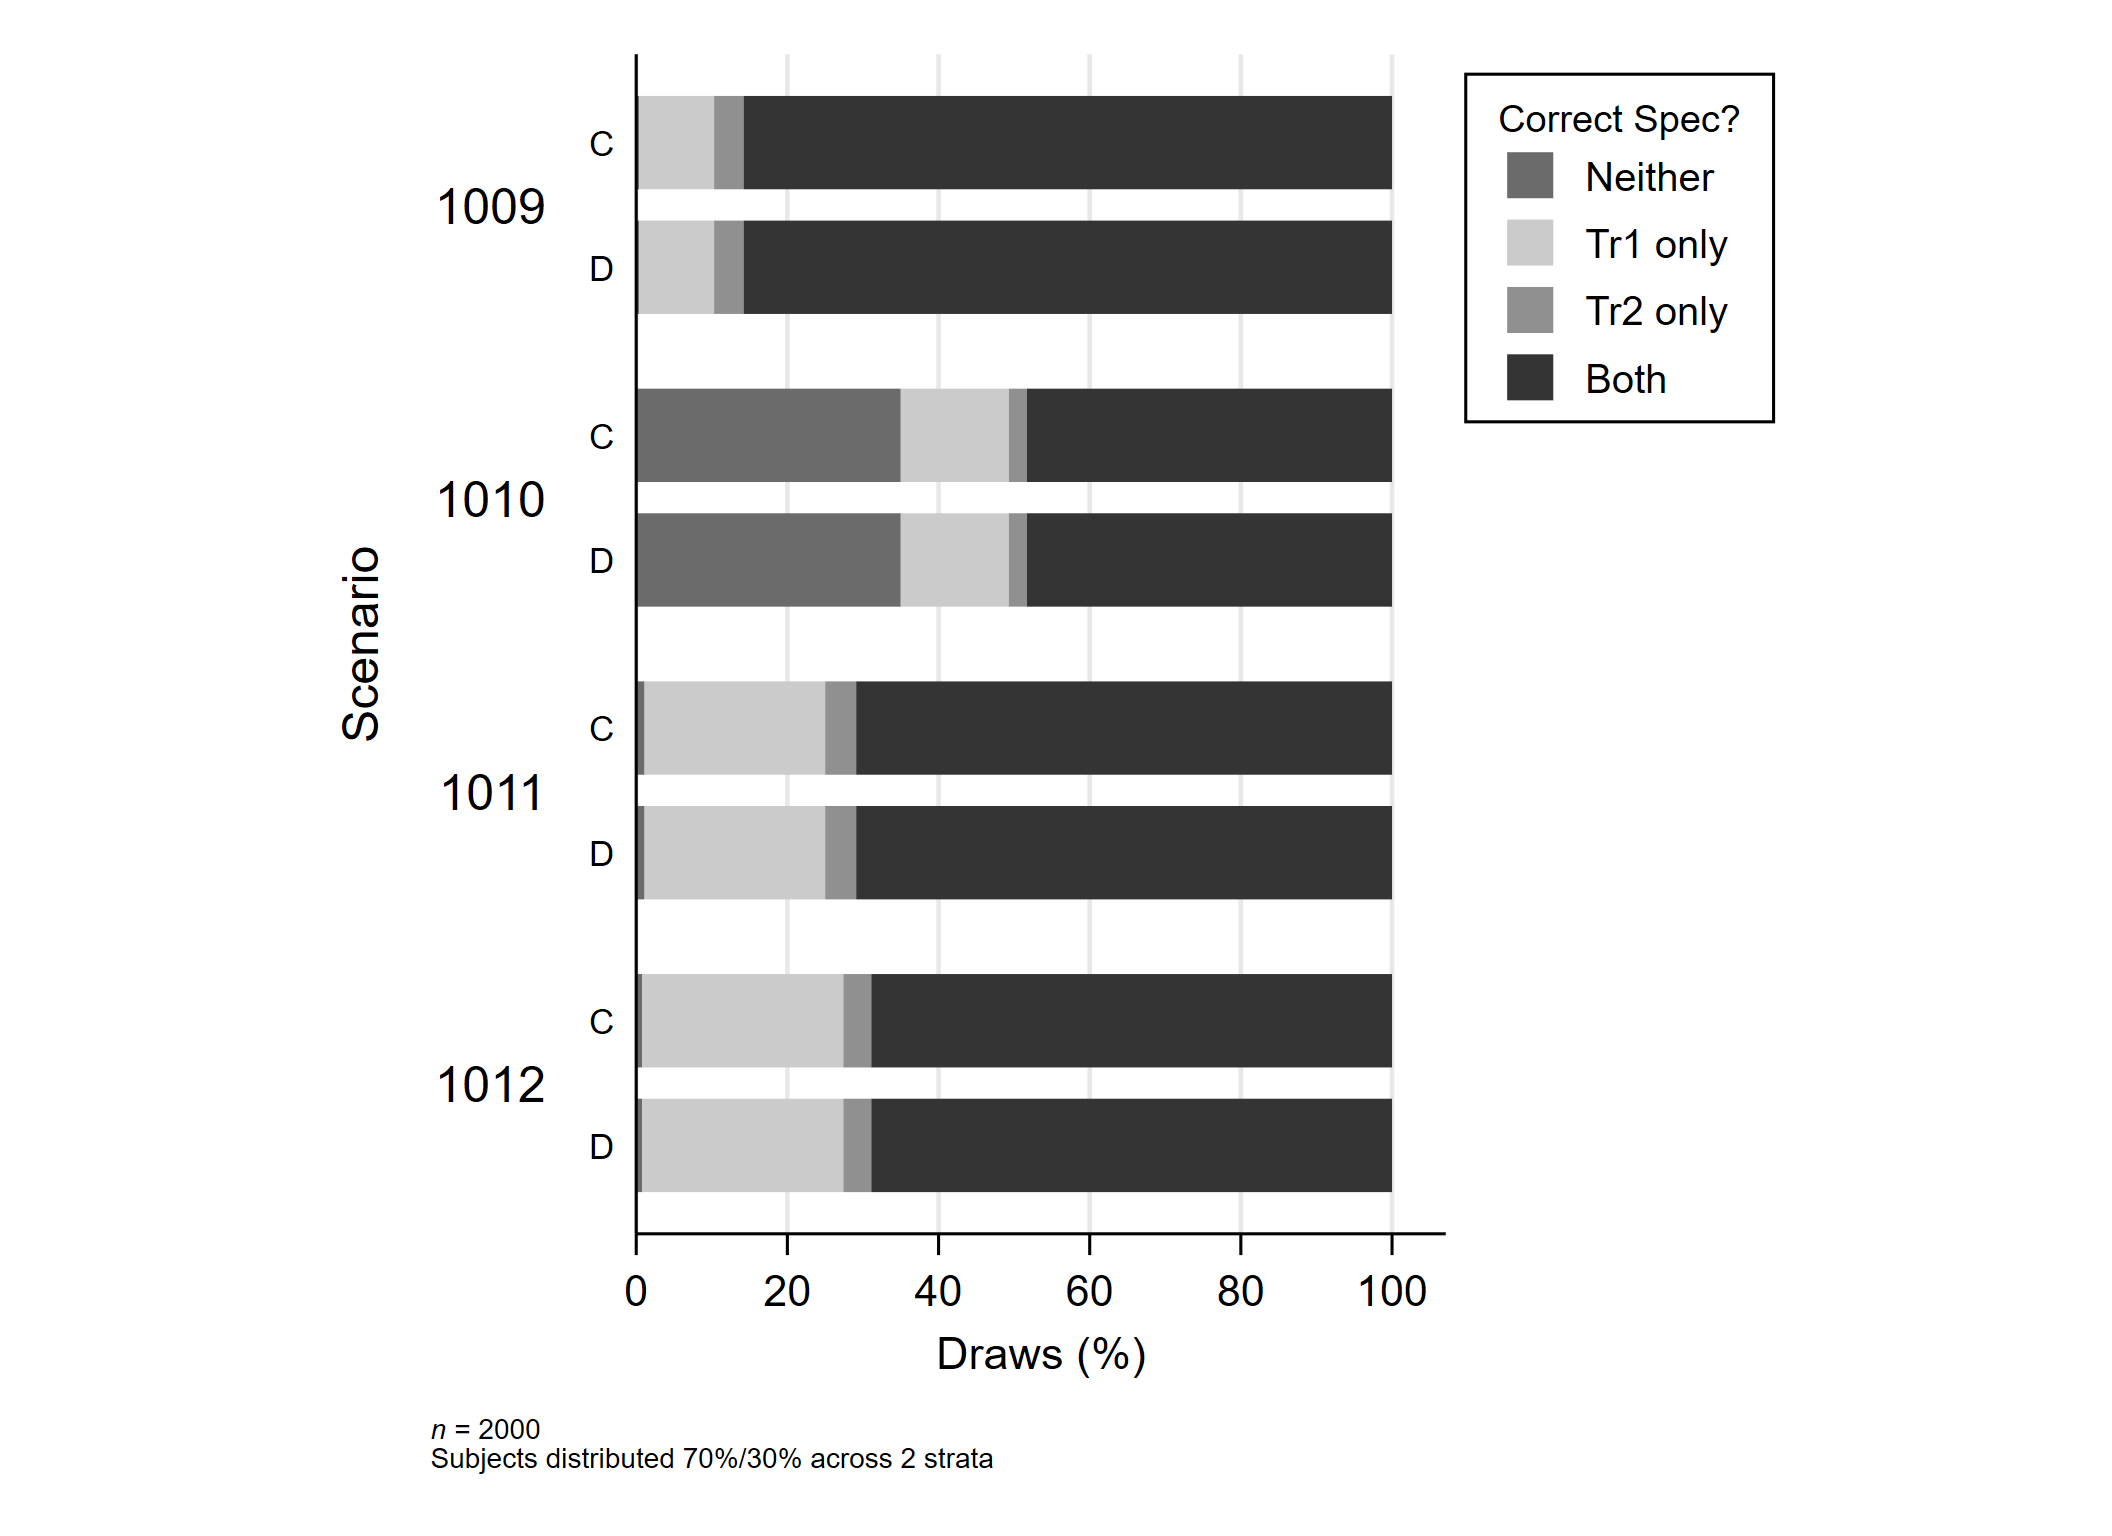 Correct Spec?
Neither
Tr1 only
Tr2 only
Both
Scenario
1009
C
D
1010
C
D
1011
C
D
1012
C
D
0 20 40 60 80 100
Draws (%)
n = 2000
Subjects distributed 70%/30% across 2 strata